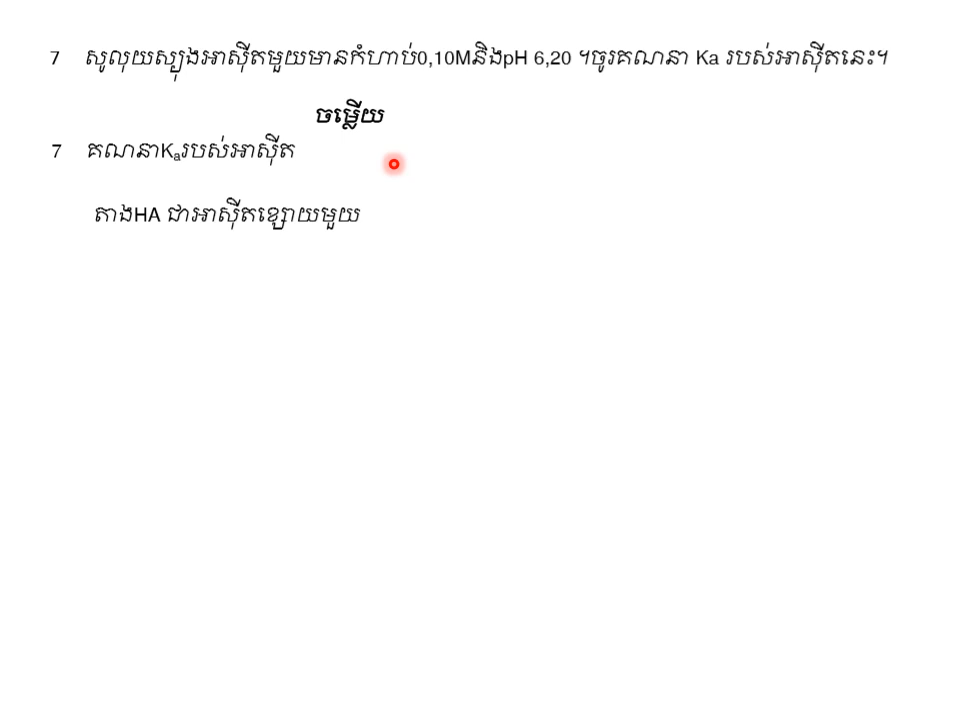 7 សូលុយស្យុងអាស៊ីតមួយមានកំហាប់0,10MនិងpH 6,20 ។ចូរគណនា Ka របស់អាស៊ីតនេះ។
ចម្លើយ
7 គណនាKaរបស់អាស៊ីត
តាងHA ជាអាស៊ីតខ្សោយមួយ